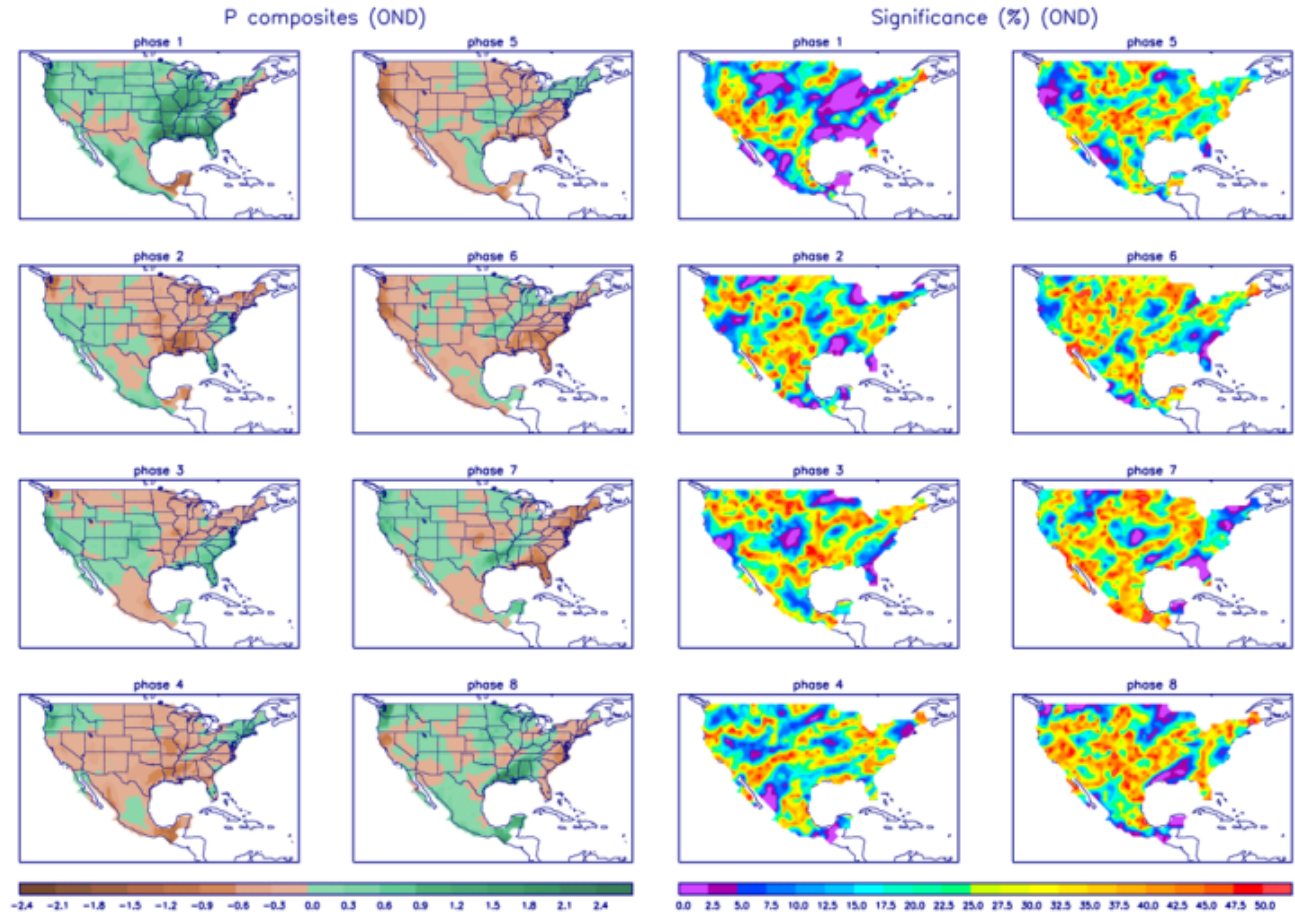 P composites (OND) Significance (%) (OND)
phase 1 phase 5 phase 1 phase 5
phase 2 phase 6 phase 2 phase 6
phase 3 phase 7 phase 3 phase 7
phase 4 phase 8 phase 4 phase 8
-2.4 -2.1 -1.8 -1.5 -1.2 -0.9 -0.6 -0.3 0.0 0.3 0.6 0.9 1.2 1.5 1.8 2.1 2.4 0.0 2.5 5.0 7.5 10.0 12.5 15.0 17.5 20.0 22.5 25.0 27.5 30.0 32.5 35.0 37.5 40.0 42.5 45.0 47.5 50.0